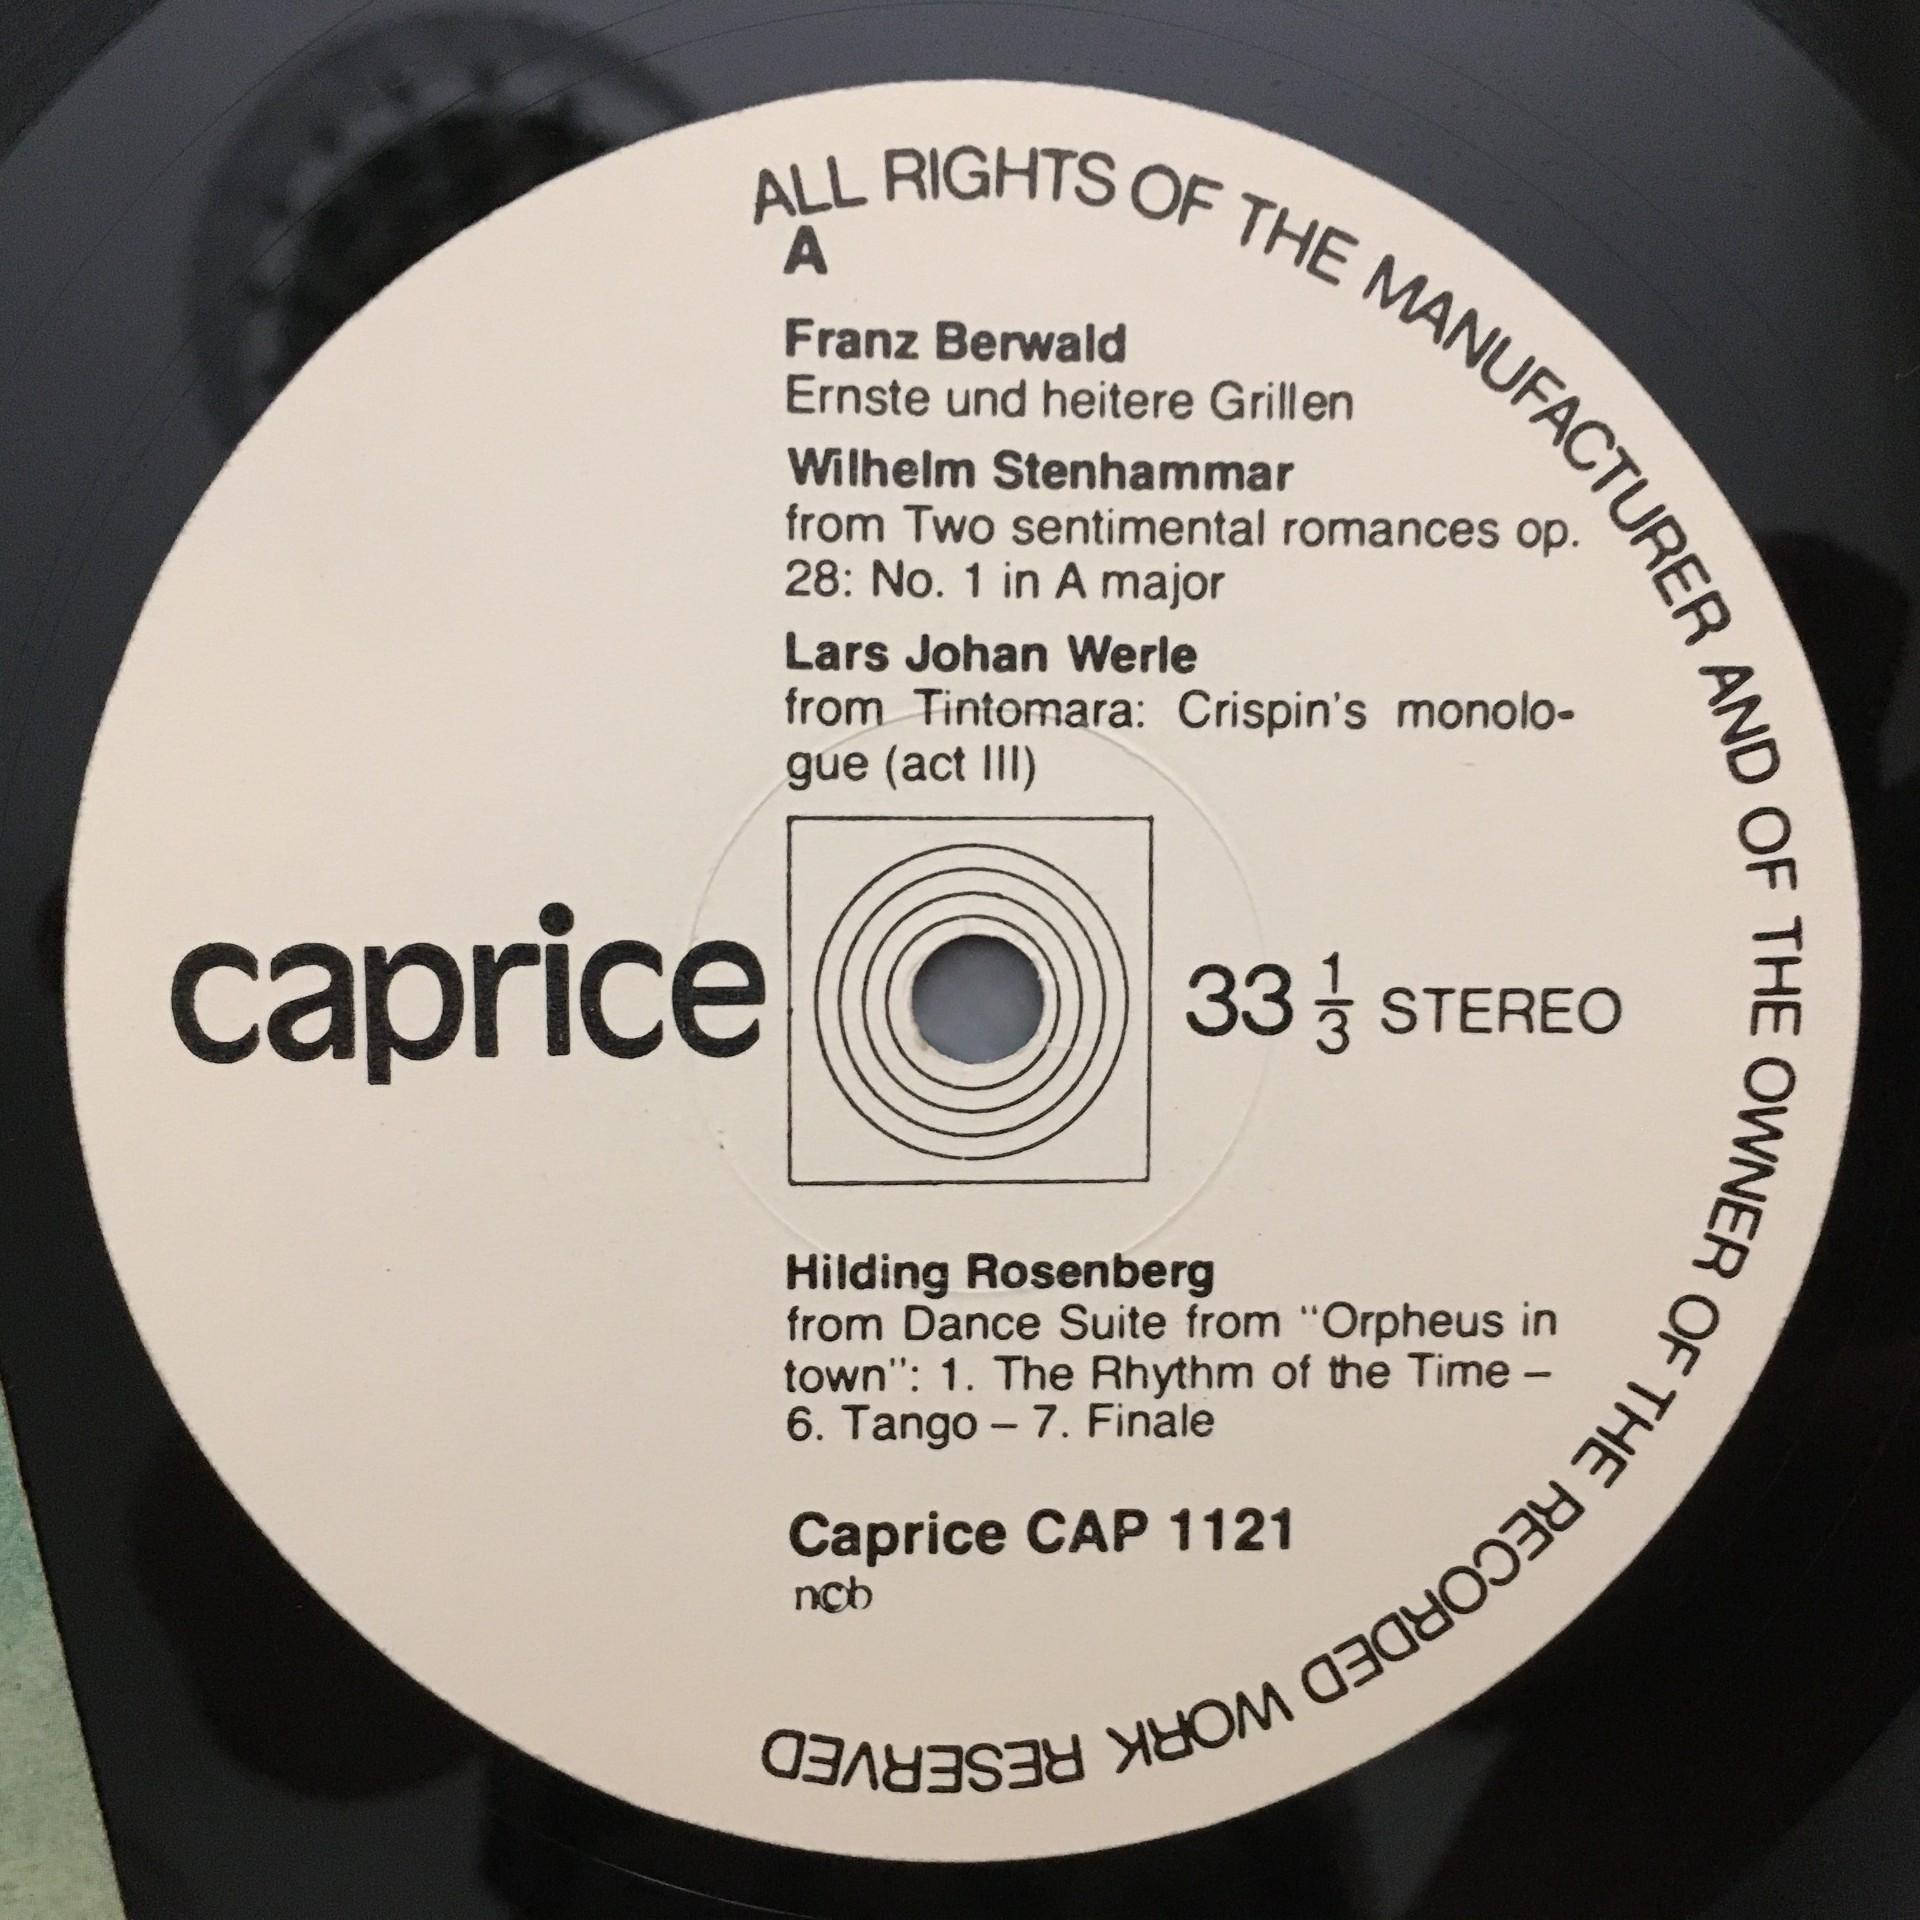 ALL RIGHTS OF THE MANUFACTURER AND OF THE OWNER OF THE RECORDED WORK RESERVED
A
Franz Berwald
Ernste und heitere Grillen
Wilhelm Stenhammar
from Two sentimental romances op.
28: No. 1 in A major
Lars Johan Werle
from Tintomara: Crispin's monolo-
gue (act III)
caprice
33 1/3 STEREO
Hilding Rosenberg
from Dance Suite from "Orpheus in
town": 1. The Rhythm of the Time –
6. Tango – 7. Finale
Caprice CAP 1121
ncb